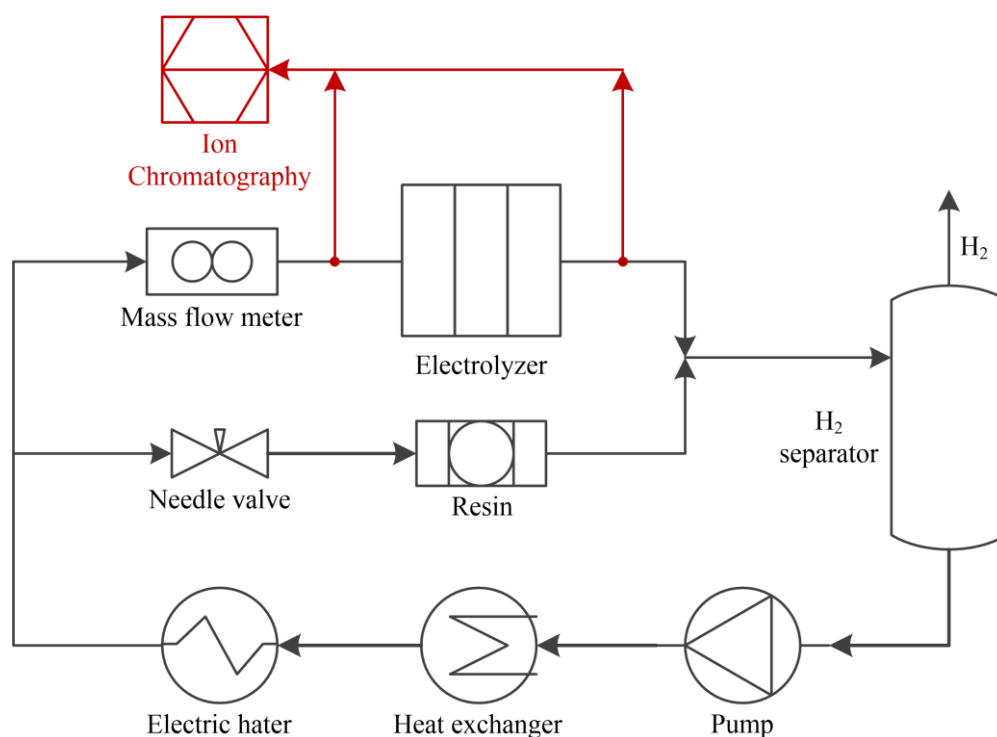 Ion
Chromatography
H₂
Mass flow meter
Electrolyzer
H₂
separator
Needle valve
Resin
Electric hater
Heat exchanger
Pump